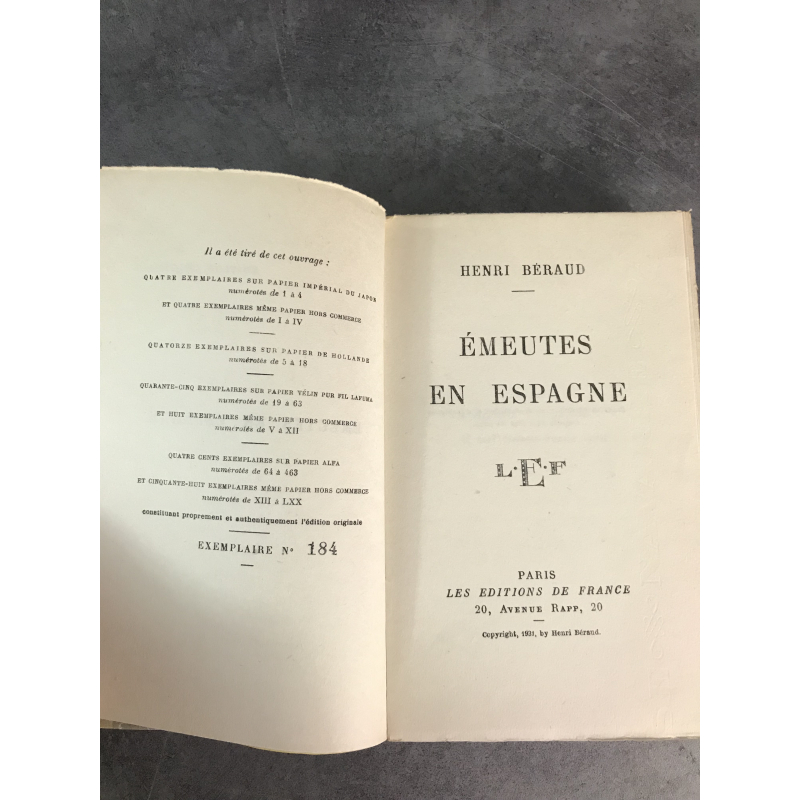 Il a été tiré de cet ouvrage :
QUATRE EXEMPLAIRES SUR PAPIER IMPÉRIAL DU JAPON
numérotés de 1 à 4
ET QUATRE EXEMPLAIRES MÊME PAPIER HORS COMMERCE
numérotés de I à IV
QUATORZE EXEMPLAIRES SUR PAPIER DE HOLLANDE
numérotés de 5 à 18
QUARANTE-CINQ EXEMPLAIRES SUR PAPIER VÉLIN PUR FIL LAFUMA
numérotés de 19 à 63
ET HUIT EXEMPLAIRES MÊME PAPIER HORS COMMERCE
numérotés de V à XII
QUATRE CENTS EXEMPLAIRES SUR PAPIER ALFA
numérotés de 64 à 463
ET CINQUANTE-HUIT EXEMPLAIRES MÊME PAPIER HORS COMMERCE
numérotés de XIII à LXX
constituant proprement et authentiquement l'édition originale
EXEMPLAIRE N° 184
HENRI BÉRAUD
ÉMEUTES
EN ESPAGNE
L·E·F
PARIS
LES EDITIONS DE FRANCE
20, AVENUE RAPP, 20
Copyright, 1931, by Henri Béraud.